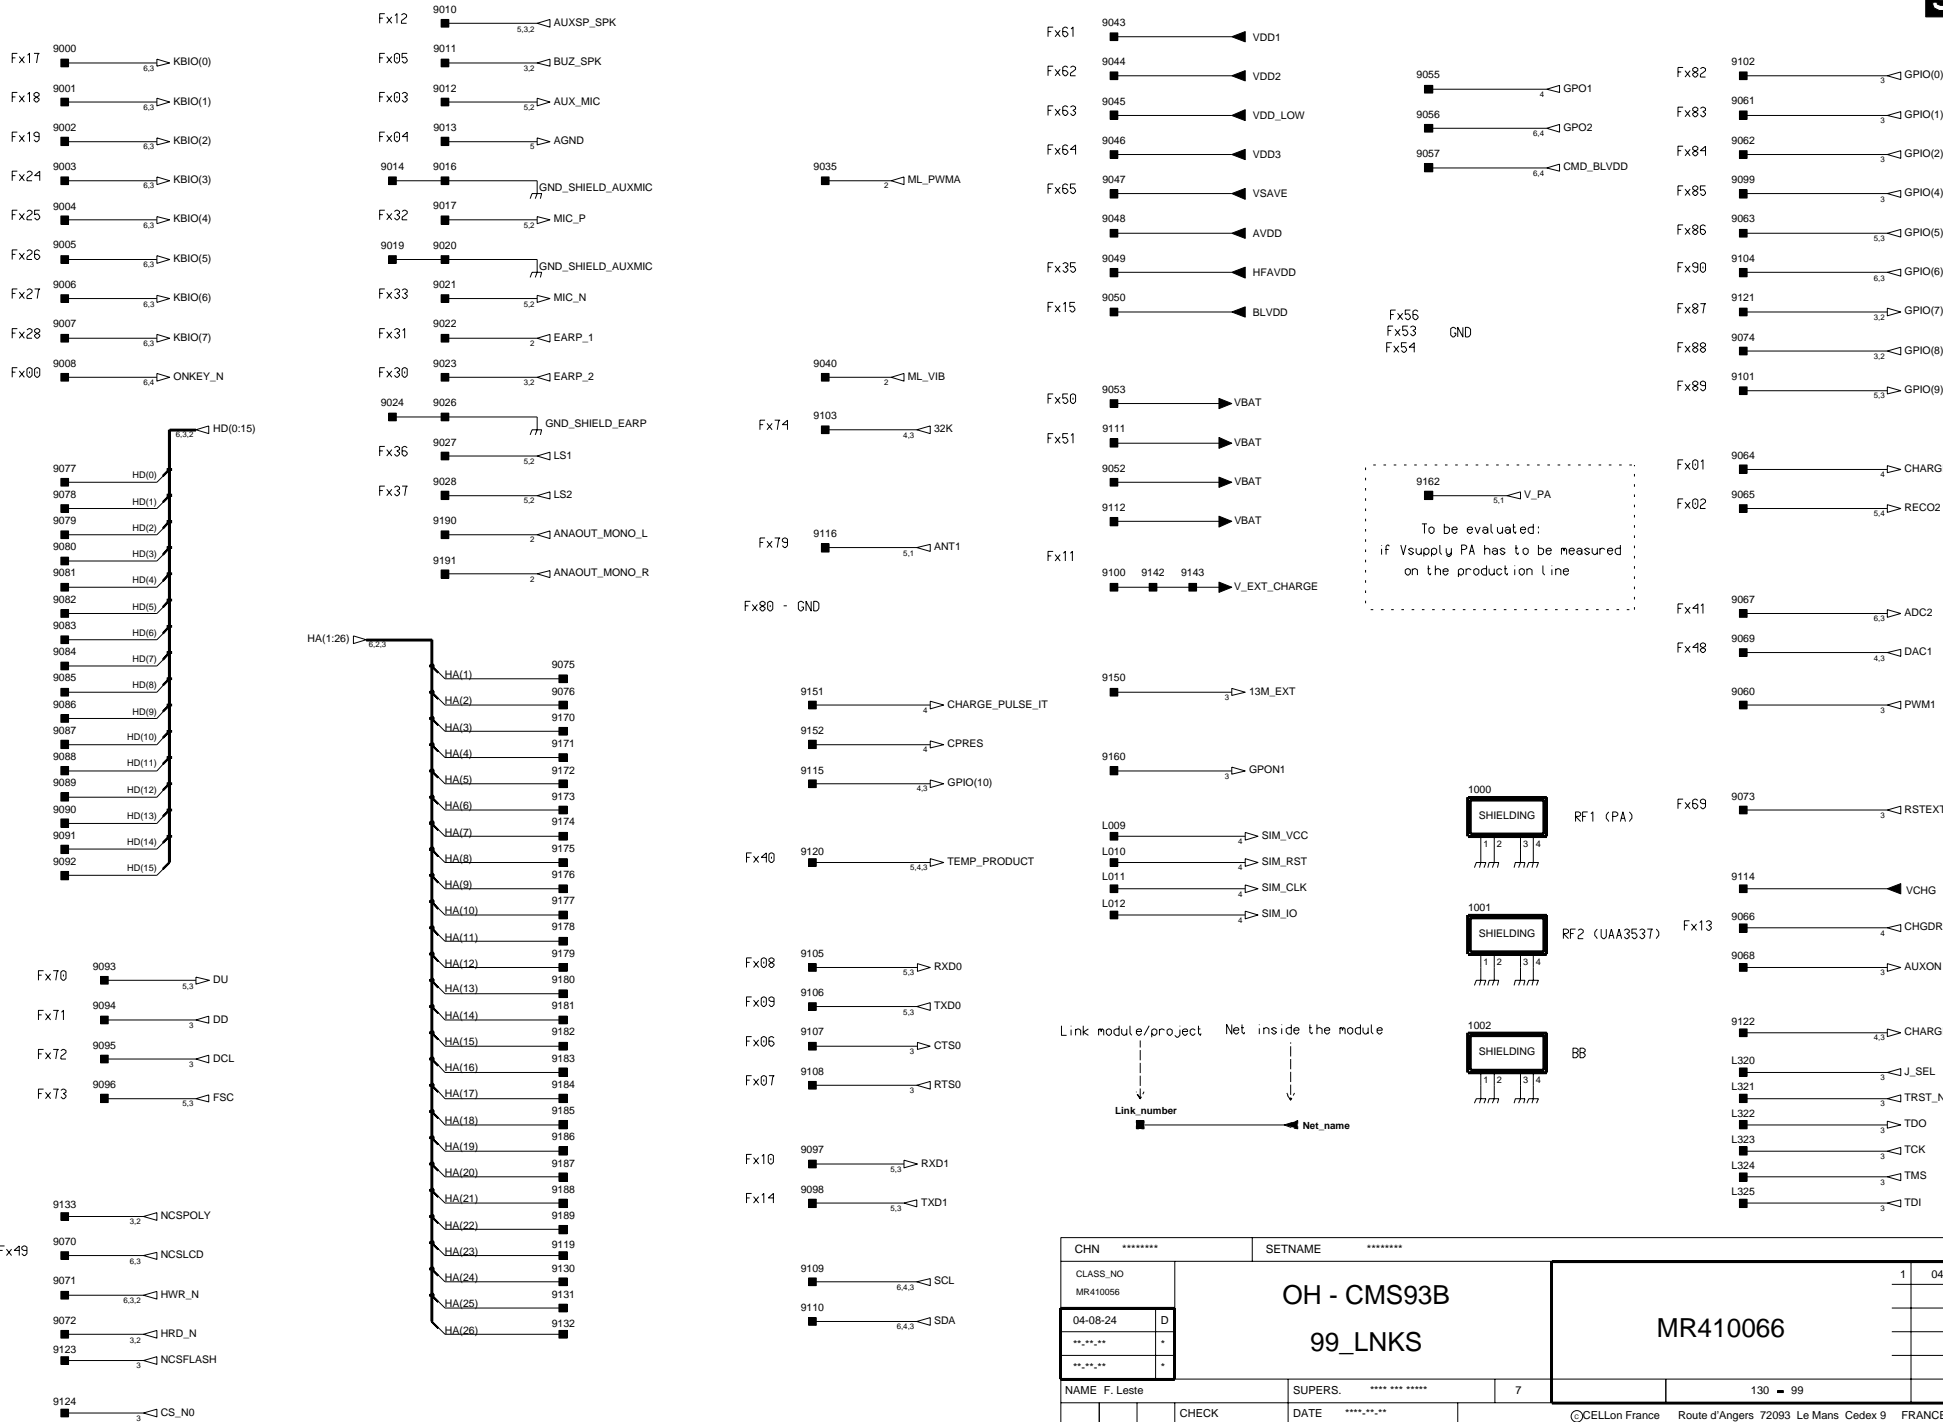 Fx17 9000 6,3 KBIO(0)
Fx18 9001 6,3 KBIO(1)
Fx19 9002 6,3 KBIO(2)
Fx24 9003 6,3 KBIO(3)
Fx25 9004 6,3 KBIO(4)
Fx26 9005 6,3 KBIO(5)
Fx27 9006 6,3 KBIO(6)
Fx28 9007 6,3 KBIO(7)
Fx00 9008 6,4 ONKEY_N
6,3,2 HD(0:15)
9077 HD(0)
9078 HD(1)
9079 HD(2)
9080 HD(3)
9081 HD(4)
9082 HD(5)
9083 HD(6)
9084 HD(7)
9085 HD(8)
9086 HD(9)
9087 HD(10)
9088 HD(11)
9089 HD(12)
9090 HD(13)
9091 HD(14)
9092 HD(15)
Fx70 9093 5,3 DU
Fx71 9094 3 DD
Fx72 9095 3 DCL
Fx73 9096 5,3 FSC
9133 3,2 NCSPOLY
Fx49 9070 6,3 NCSLCD
9071 6,3,2 HWR_N
9072 3,2 HRD_N
9123 3 NCSFLASH
9124 3 CS_N0
Fx12 9010 5,3,2 AUXSP_SPK
Fx05 9011 3,2 BUZ_SPK
Fx03 9012 5,2 AUX_MIC
Fx04 9013 5 AGND
9014 9016 GND_SHIELD_AUXMIC
Fx32 9017 5,2 MIC_P
9019 9020 GND_SHIELD_AUXMIC
Fx33 9021 5,2 MIC_N
Fx31 9022 2 EARP_1
Fx30 9023 3,2 EARP_2
9024 9026 GND_SHIELD_EARP
Fx36 9027 5,2 LS1
Fx37 9028 5,2 LS2
9190 2 ANAOUT_MONO_L
9191 2 ANAOUT_MONO_R
HA(1:26) 6,2,3
HA(1) 9075
HA(2) 9076
HA(3) 9170
HA(4) 9171
HA(5) 9172
HA(6) 9173
HA(7) 9174
HA(8) 9175
HA(9) 9176
HA(10) 9177
HA(11) 9178
HA(12) 9179
HA(13) 9180
HA(14) 9181
HA(15) 9182
HA(16) 9183
HA(17) 9184
HA(18) 9185
HA(19) 9186
HA(20) 9187
HA(21) 9188
HA(22) 9189
HA(23) 9119
HA(24) 9130
HA(25) 9131
HA(26) 9132
9035 2 ML_PWMA
9040 2 ML_VIB
Fx74 9103 4,3 32K
Fx79 9116 5,1 ANT1
Fx80 - GND
9151 4 CHARGE_PULSE_IT
9152 4 CPRES
9115 4,3 GPIO(10)
Fx40 9120 5,4,3 TEMP_PRODUCT
Fx08 9105 5,3 RXD0
Fx09 9106 5,3 TXD0
Fx06 9107 3 CTS0
Fx07 9108 3 RTS0
Fx10 9097 5,3 RXD1
Fx14 9098 5,3 TXD1
9109 6,4,3 SCL
9110 6,4,3 SDA
Fx61 9043 VDD1
Fx62 9044 VDD2
Fx63 9045 VDD_LOW
Fx64 9046 VDD3
Fx65 9047 VSAVE
9048 AVDD
Fx35 9049 HFAVDD
Fx15 9050 BLVDD
Fx50 9053 VBAT
Fx51 9111 VBAT
9052 VBAT
9112 VBAT
Fx11
9100 9142 9143 V_EXT_CHARGE
9150 3 13M_EXT
9160 3 GPON1
L009 4 SIM_VCC
L010 4 SIM_RST
L011 4 SIM_CLK
L012 4 SIM_IO
Link module/project Net inside the module
Link_number
Net_name
9055 4 GPO1
9056 6,4 GPO2
9057 6,4 CMD_BLVDD
Fx56
Fx53 GND
Fx54
9162 5,1 V_PA
To be evaluated:
if Vsupply PA has to be measured
on the production line
1000
SHIELDING RF1 (PA)
1 2 3 4
1001
SHIELDING RF2 (UAA3537)
1 2 3 4
1002
SHIELDING BB
1 2 3 4
Fx82 9102 3 GPIO(0)
Fx83 9061 3 GPIO(1)
Fx84 9062 3 GPIO(2)
Fx85 9099 3 GPIO(4)
Fx86 9063 5,3 GPIO(5)
Fx90 9104 6,3 GPIO(6)
Fx87 9121 3,2 GPIO(7)
Fx88 9074 3,2 GPIO(8)
Fx89 9101 5,3 GPIO(9)
Fx01 9064 4 CHARG
Fx02 9065 5,4 RECO2
Fx41 9067 6,3 ADC2
Fx48 9069 4,3 DAC1
9060 3 PWM1
Fx69 9073 3 RSTEXT
9114 VCHG
Fx13 9066 4 CHGDR
9068 3 AUXON
9122 4,3 CHARG
L320 3 J_SEL
L321 3 TRST_N
L322 3 TDO
L323 3 TCK
L324 3 TMS
L325 3 TDI
CHN ******** SETNAME ********
CLASS_NO
MR410056
OH - CMS93B
99_LNKS
MR410066
1 04
04-08-24 D
**-**-** *
**-**-** *
NAME F. Leste SUPERS. **** *** ***** 7 130 - 99
CHECK DATE ****-**-** ©CELLon France Route d'Angers 72093 Le Mans Cedex 9 FRANCE